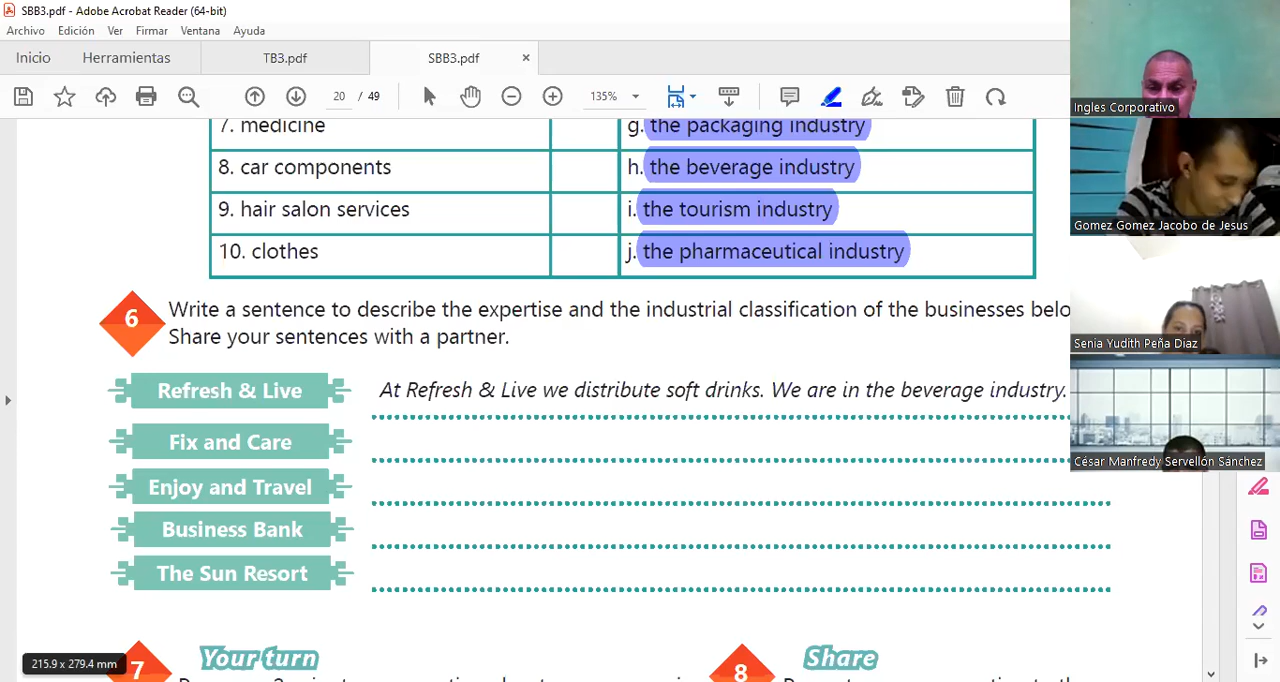 SBB3.pdf - Adobe Acrobat Reader (64-bit)
Archivo Edición Ver Firmar Ventana Ayuda
Inicio Herramientas TB3.pdf SBB3.pdf ×
20 / 49 135%
7. medicine g. the packaging industry
8. car components h. the beverage industry
9. hair salon services i. the tourism industry
10. clothes j. the pharmaceutical industry
6 Write a sentence to describe the expertise and the industrial classification of the businesses belo
Share your sentences with a partner.
Refresh & Live At Refresh & Live we distribute soft drinks. We are in the beverage industry.
Fix and Care
Enjoy and Travel
Business Bank
The Sun Resort
7 Your turn 8 Share
215.9 x 279.4 mm
Ingles Corporativo
Gomez Gomez Jacobo de Jesus
Senia Yudith Peña Diaz
César Manfredy Servellón Sánchez